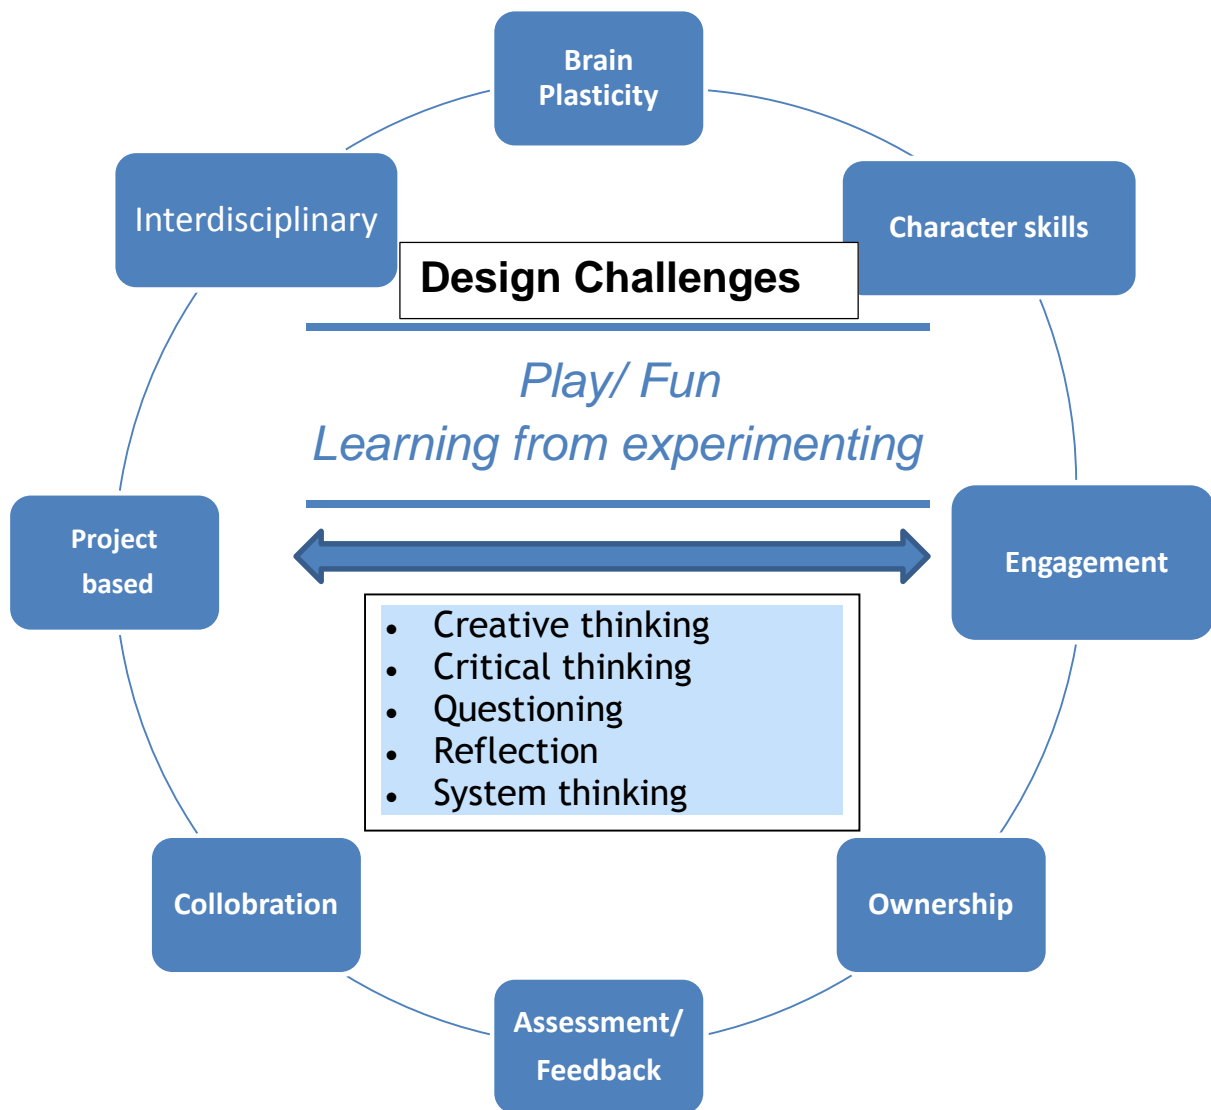 Brain
Plasticity
Interdisciplinary
Character skills
Design Challenges
Play/ Fun
Learning from experimenting
Project
based
Engagement
• Creative thinking
• Critical thinking
• Questioning
• Reflection
• System thinking
Collobration
Ownership
Assessment/
Feedback